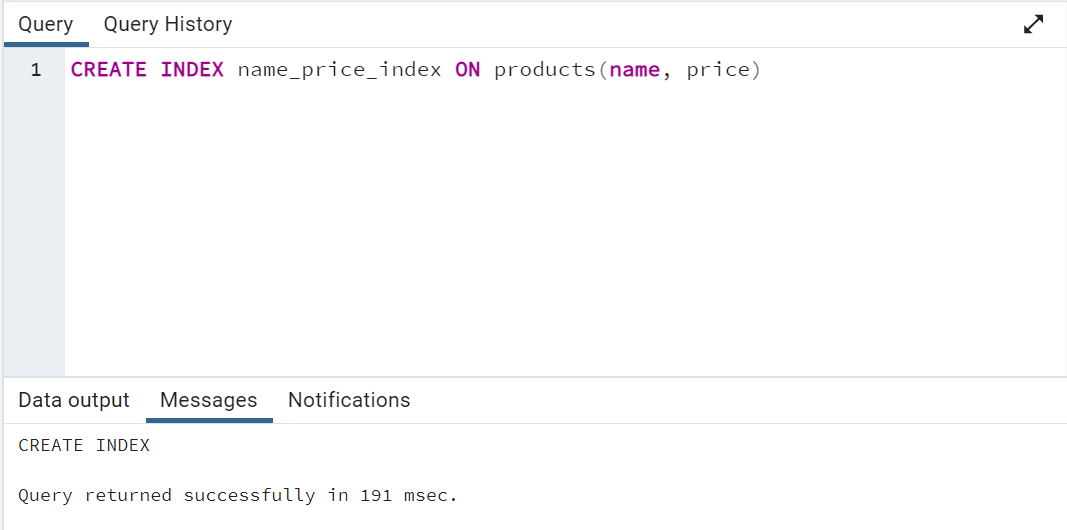 Query Query History
1 CREATE INDEX name_price_index ON products(name, price)
Data output Messages Notifications
CREATE INDEX
Query returned successfully in 191 msec.